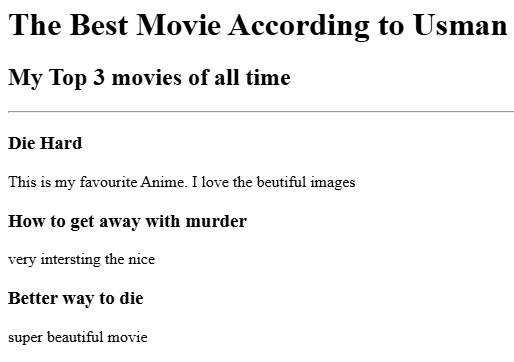 The Best Movie According to Usman
My Top 3 movies of all time
Die Hard
This is my favourite Anime. I love the beutiful images
How to get away with murder
very intersting the nice
Better way to die
super beautiful movie